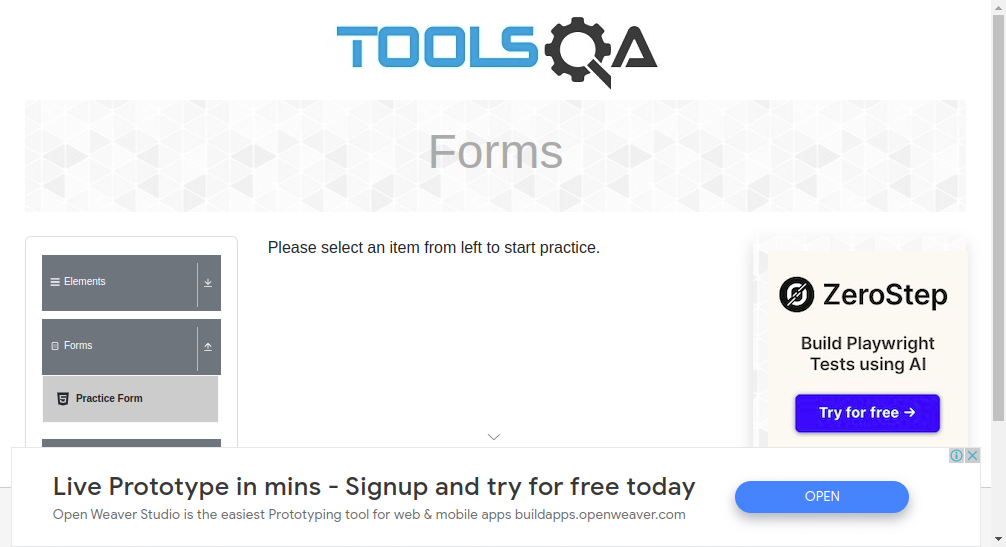 TOOLSQA
Forms
Elements
Forms
Practice Form
Please select an item from left to start practice.
ZeroStep
Build Playwright
Tests using AI
Try for free →
Live Prototype in mins - Signup and try for free today
Open Weaver Studio is the easiest Prototyping tool for web & mobile apps buildapps.openweaver.com
OPEN